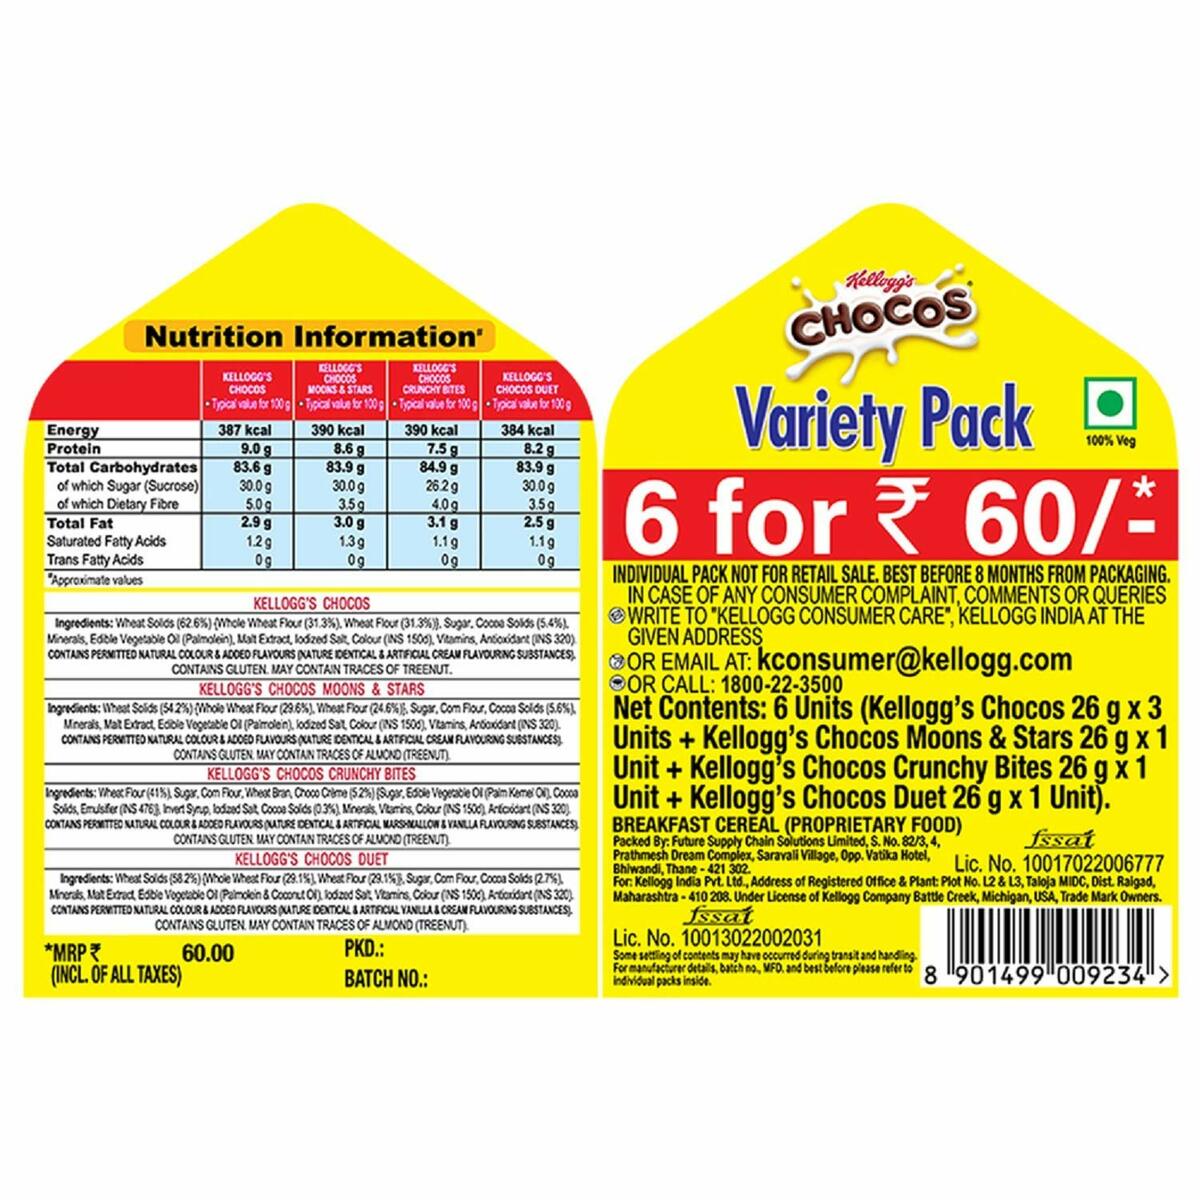 Nutrition Information#
KELLOGG'S CHOCOS • Typical value for 100 g
KELLOGG'S CHOCOS MOONS & STARS • Typical value for 100 g
KELLOGG'S CHOCOS CRUNCHY BITES • Typical value for 100 g
KELLOGG'S CHOCOS DUET • Typical value for 100 g
Energy 387 kcal 390 kcal 390 kcal 384 kcal
Protein 9.0 g 8.6 g 7.5 g 8.2 g
Total Carbohydrates 83.6 g 83.9 g 84.9 g 83.9 g
of which Sugar (Sucrose) 30.0 g 30.0 g 26.2 g 30.0 g
of which Dietary Fibre 5.0 g 3.5 g 4.0 g 3.5 g
Total Fat 2.9 g 3.0 g 3.1 g 2.5 g
Saturated Fatty Acids 1.2 g 1.3 g 1.1 g 1.1 g
Trans Fatty Acids 0 g 0 g 0 g 0 g
#Approximate values
KELLOGG'S CHOCOS
Ingredients: Wheat Solids (62.6%) {Whole Wheat Flour (31.3%), Wheat Flour (31.3%)}, Sugar, Cocoa Solids (5.4%),
Minerals, Edible Vegetable Oil (Palmolein), Malt Extract, Iodized Salt, Colour (INS 150d), Vitamins, Antioxidant (INS 320).
CONTAINS PERMITTED NATURAL COLOUR & ADDED FLAVOURS (NATURE IDENTICAL & ARTIFICIAL CREAM FLAVOURING SUBSTANCES).
CONTAINS GLUTEN. MAY CONTAIN TRACES OF TREENUT.
KELLOGG'S CHOCOS MOONS & STARS
Ingredients: Wheat Solids (54.2%) {Whole Wheat Flour (29.6%), Wheat Flour (24.6%)}, Sugar, Corn Flour, Cocoa Solids (5.6%),
Minerals, Malt Extract, Edible Vegetable Oil (Palmolein), Iodized Salt, Colour (INS 150d), Vitamins, Antioxidant (INS 320).
CONTAINS PERMITTED NATURAL COLOUR & ADDED FLAVOURS (NATURE IDENTICAL & ARTIFICIAL CREAM FLAVOURING SUBSTANCES).
CONTAINS GLUTEN. MAY CONTAIN TRACES OF ALMOND (TREENUT).
KELLOGG'S CHOCOS CRUNCHY BITES
Ingredients: Wheat Flour (41%), Sugar, Corn Flour, Wheat Bran, Choco Crème (5.2%) {Sugar, Edible Vegetable Oil (Palm Kernel Oil), Cocoa
Solids, Emulsifier (INS 476)}, Invert Syrup, Iodized Salt, Cocoa Solids (0.3%), Minerals, Vitamins, Colour (INS 150d), Antioxidant (INS 320).
CONTAINS PERMITTED NATURAL COLOUR & ADDED FLAVOURS (NATURE IDENTICAL & ARTIFICIAL MARSHMALLOW & VANILLA FLAVOURING SUBSTANCES).
CONTAINS GLUTEN. MAY CONTAIN TRACES OF ALMOND (TREENUT).
KELLOGG'S CHOCOS DUET
Ingredients: Wheat Solids (58.2%) {Whole Wheat Flour (29.1%), Wheat Flour (29.1%)}, Sugar, Corn Flour, Cocoa Solids (2.7%),
Minerals, Malt Extract, Edible Vegetable Oil (Palmolein & Coconut Oil), Iodized Salt, Vitamins, Colour (INS 150c), Antioxidant (INS 320).
CONTAINS PERMITTED NATURAL COLOUR & ADDED FLAVOURS (NATURE IDENTICAL & ARTIFICIAL VANILLA & CREAM FLAVOURING SUBSTANCES).
CONTAINS GLUTEN. MAY CONTAIN TRACES OF ALMOND (TREENUT).
*MRP ₹ 60.00 PKD.:
(INCL. OF ALL TAXES) BATCH NO.:
Kellogg's
CHOCOS
Variety Pack
100% Veg
6 for ₹ 60/-*
INDIVIDUAL PACK NOT FOR RETAIL SALE. BEST BEFORE 8 MONTHS FROM PACKAGING.
IN CASE OF ANY CONSUMER COMPLAINT, COMMENTS OR QUERIES
WRITE TO "KELLOGG CONSUMER CARE", KELLOGG INDIA AT THE
GIVEN ADDRESS
OR EMAIL AT: kconsumer@kellogg.com
OR CALL: 1800-22-3500
Net Contents: 6 Units (Kellogg's Chocos 26 g x 3
Units + Kellogg's Chocos Moons & Stars 26 g x 1
Unit + Kellogg's Chocos Crunchy Bites 26 g x 1
Unit + Kellogg's Chocos Duet 26 g x 1 Unit).
BREAKFAST CEREAL (PROPRIETARY FOOD)
Packed By: Future Supply Chain Solutions Limited, S. No. 82/3, 4,
Prathmesh Dream Complex, Saravali Village, Opp. Vatika Hotel,
Bhiwandi, Thane - 421 302.
fssai
Lic. No. 10017022006777
For: Kellogg India Pvt. Ltd., Address of Registered Office & Plant: Plot No. L2 & L3, Taloja MIDC, Dist. Raigad,
Maharashtra - 410 208. Under License of Kellogg Company Battle Creek, Michigan, USA, Trade Mark Owners.
fssai
Lic. No. 10013022002031
Some settling of contents may have occurred during transit and handling.
For manufacturer details, batch no., MFD. and best before please refer to
individual packs inside.
8 901499 009234 >